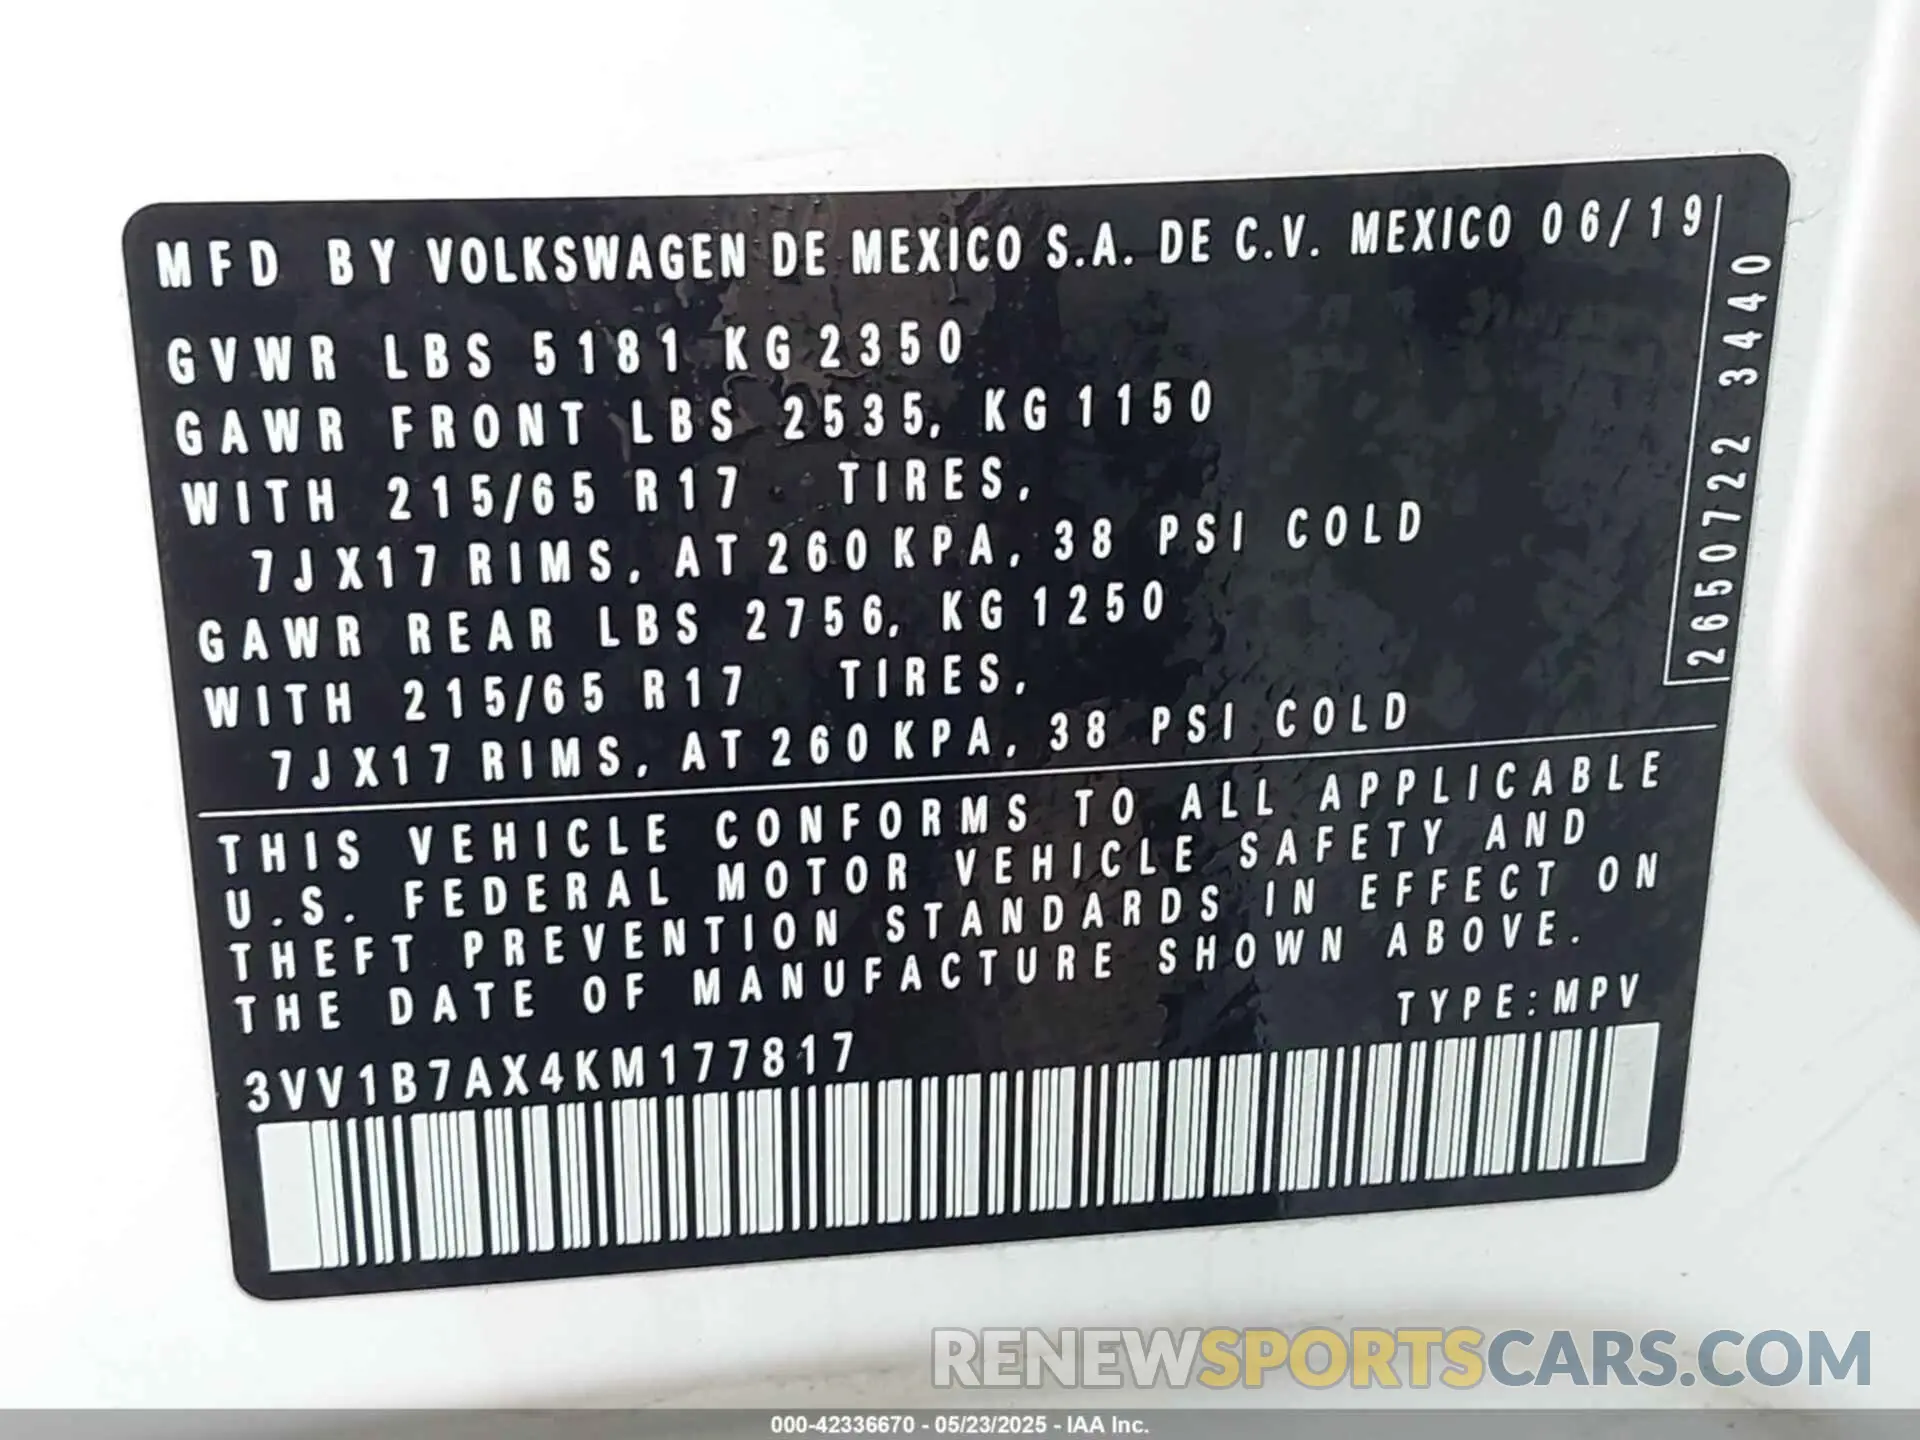 MFD BY VOLKSWAGEN DE MEXICO S.A. DE C.V. MEXICO 06/19
GVWR LBS 5181 KG 2350
GAWR FRONT LBS 2535, KG 1150
WITH 215/65 R17 TIRES,
7JX17 RIMS, AT 260 KPA, 38 PSI COLD
GAWR REAR LBS 2756, KG 1250
WITH 215/65 R17 TIRES,
7JX17 RIMS, AT 260 KPA, 38 PSI COLD
2650722 3440
THIS VEHICLE CONFORMS TO ALL APPLICABLE
U.S. FEDERAL MOTOR VEHICLE SAFETY AND
THEFT PREVENTION STANDARDS IN EFFECT ON
THE DATE OF MANUFACTURE SHOWN ABOVE.
TYPE:MPV
3VV1B7AX4KM177817
RENEWSPORTSCARS.COM
000-42336670 - 05/23/2025 - IAA Inc.